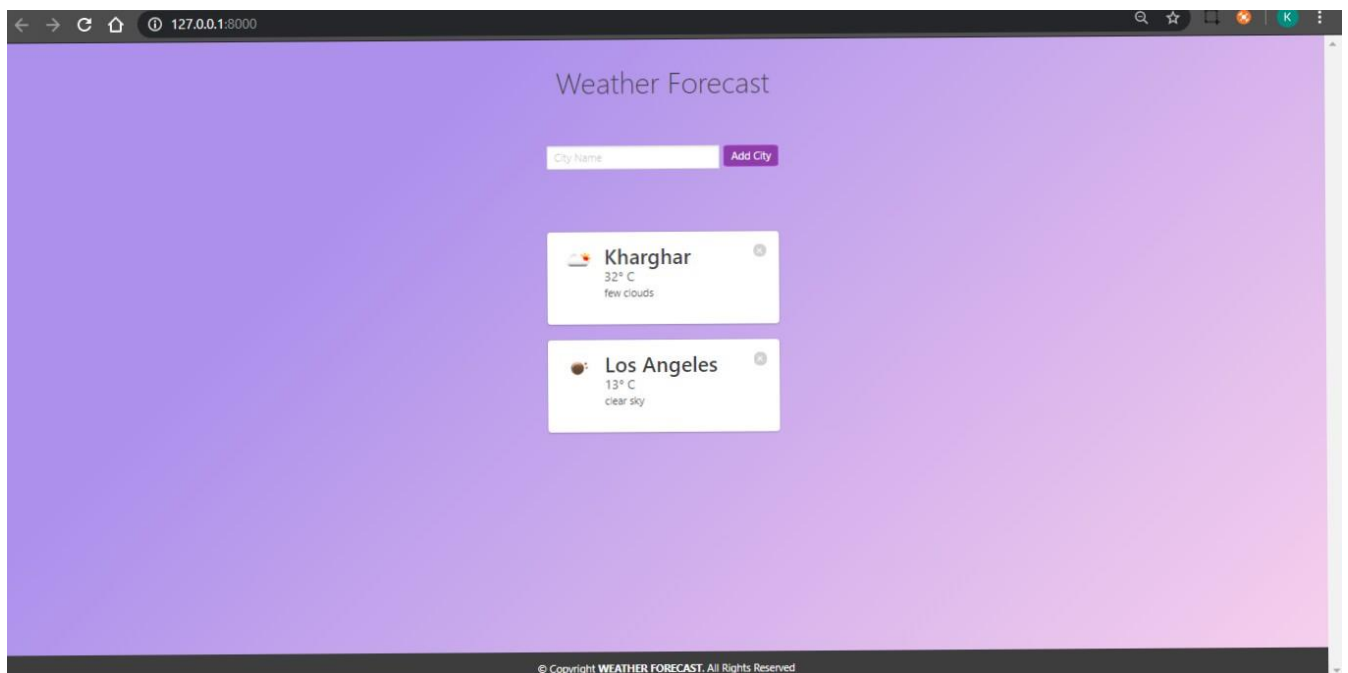 127.0.0.1:8000
K
Weather Forecast
City Name
Add City
Kharghar
32° C
few clouds
Los Angeles
13° C
clear sky
© Copyright WEATHER FORECAST. All Rights Reserved